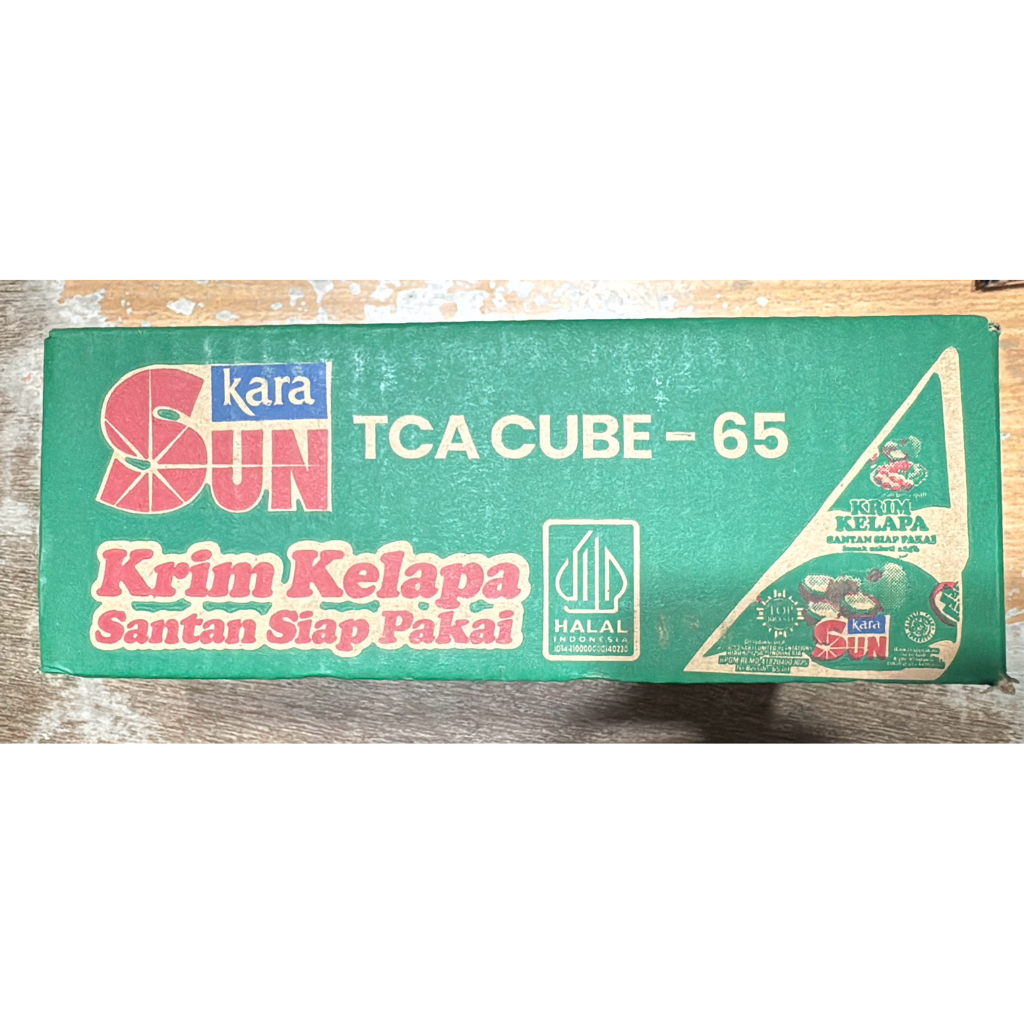 kara
SUN
TCA CUBE - 65
Krim Kelapa
Santan Siap Pakai
HALAL
INDONESIA
KRIM
KELAPA
SANTAN SIAP PAKAI
TOP
kara
SUN